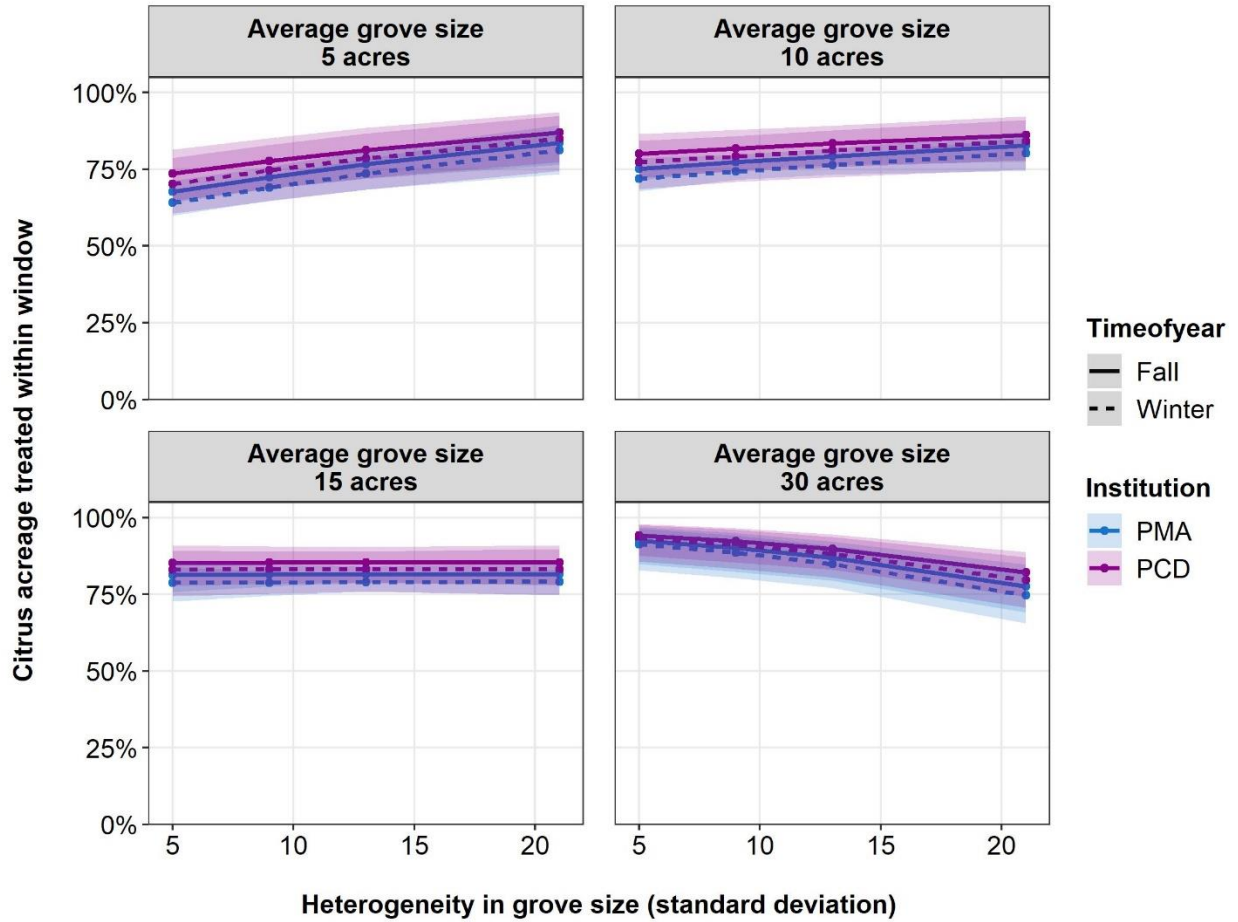 Average grove size
5 acres
Average grove size
10 acres
100%
75%
50%
25%
0%
Average grove size
15 acres
Average grove size
30 acres
100%
75%
50%
25%
0%
5
10
15
20
5
10
15
20
Citrus acreage treated within window
Heterogeneity in grove size (standard deviation)
Timeofyear
Fall
Winter
Institution
PMA
PCD